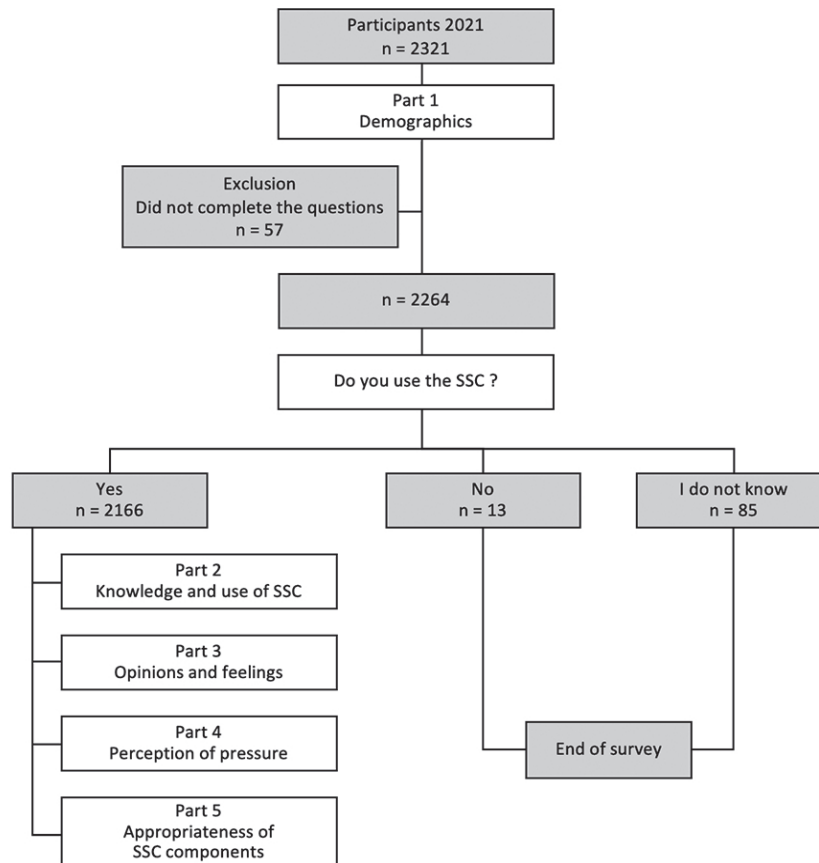 Participants 2021
n = 2321
Part 1
Demographics
Exclusion
Did not complete the questions
n = 57
n = 2264
Do you use the SSC ?
Yes
n = 2166
No
n = 13
I do not know
n = 85
Part 2
Knowledge and use of SSC
Part 3
Opinions and feelings
Part 4
Perception of pressure
End of survey
Part 5
Appropriateness of
SSC components